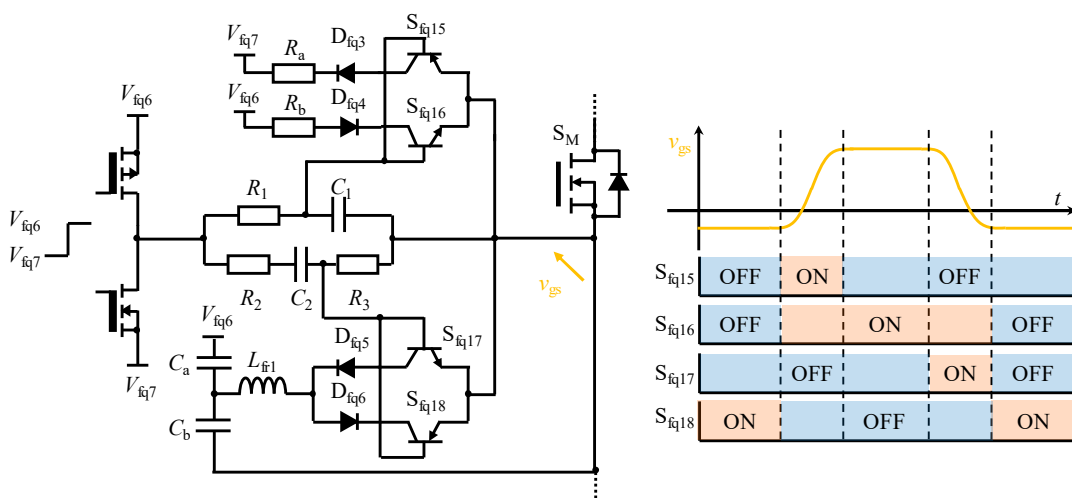 S_fq15
V_fq7
R_a
D_fq3
V_fq6
R_b
D_fq4
S_fq16
V_fq6
S_M
R_1
C_1
V_fq6
V_fq7
R_2
C_2
R_3
v_gs
V_fq6
V_fq7
C_a
L_fr1
D_fq5
S_fq17
D_fq6
S_fq18
C_b
v_gs
t
S_fq15 OFF ON OFF
S_fq16 OFF ON OFF
S_fq17 OFF ON OFF
S_fq18 ON OFF ON